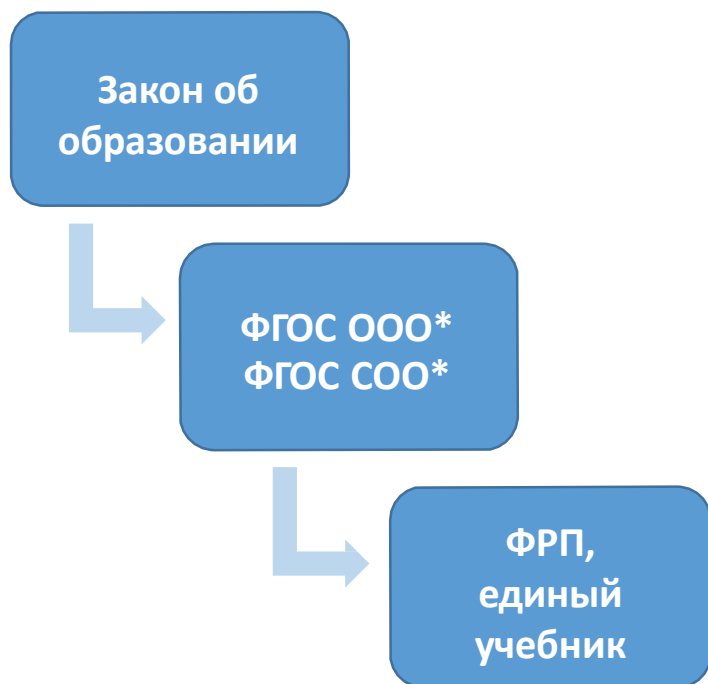 Закон об
образовании
ФГОС ООО*
ФГОС СОО*
ФРП,
единый
учебник